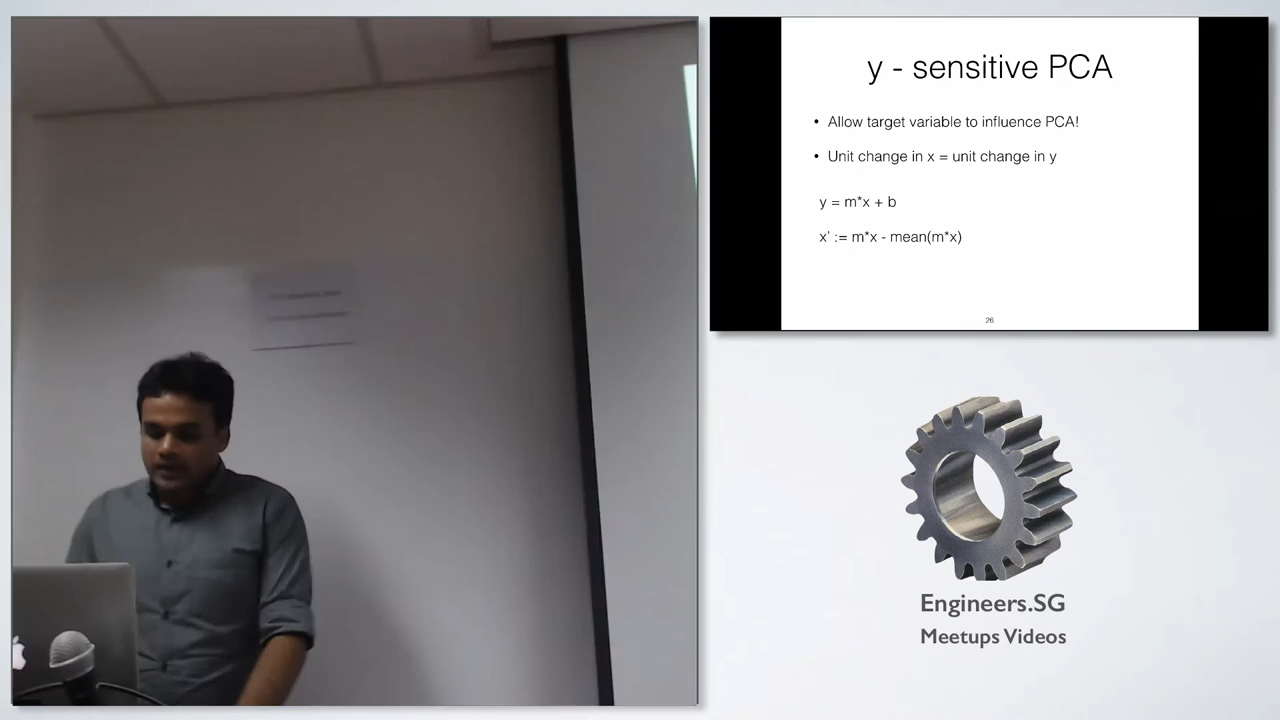 y - sensitive PCA
• Allow target variable to influence PCA!
• Unit change in x = unit change in y
y = m*x + b
x' := m*x - mean(m*x)
26
Engineers.SG
Meetups Videos